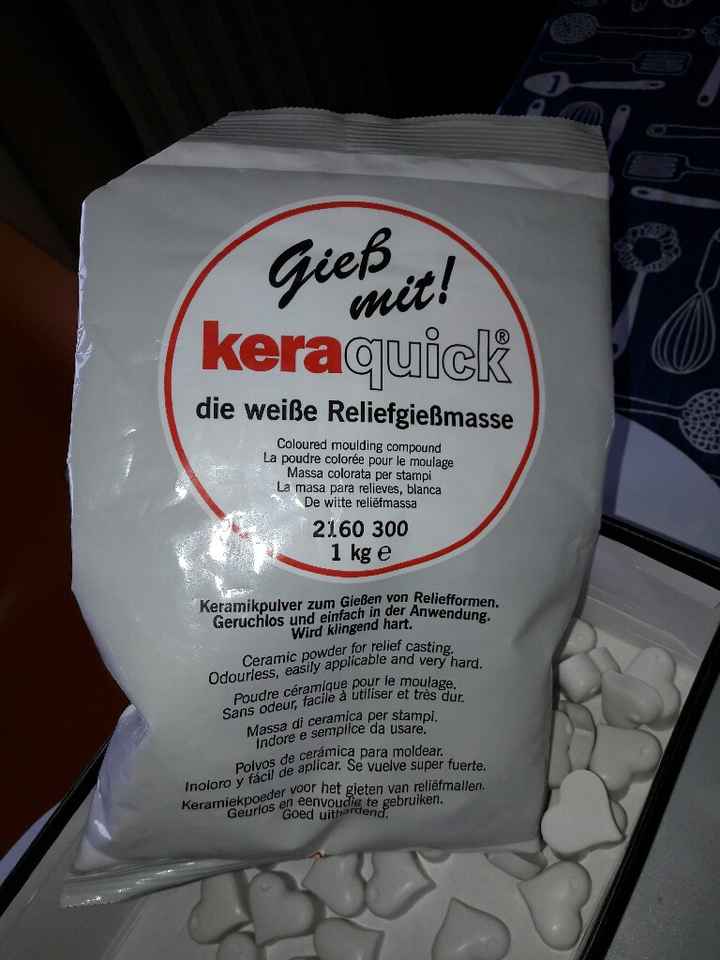 Gieß
mit!
keraquick®
die weiße Reliefgießmasse
Coloured moulding compound
La poudre colorée pour le moulage
Massa colorata per stampi
La masa para relieves, blanca
De witte reliëfmassa
2160 300
1 kg e
Keramikpulver zum Gießen von Reliefformen.
Geruchlos und einfach in der Anwendung.
Wird klingend hart.
Ceramic powder for relief casting.
Odourless, easily applicable and very hard.
Poudre céramique pour le moulage.
Sans odeur, facile à utiliser et très dur.
Massa di ceramica per stampi.
Indore e semplice da usare.
Polvos de cerámica para moldear.
Inoloro y fácil de aplicar. Se vuelve super fuerte.
Keramiekpoeder voor het gieten van reliëfmallen.
Geurlos en eenvoudig te gebruiken.
Goed uithardend.